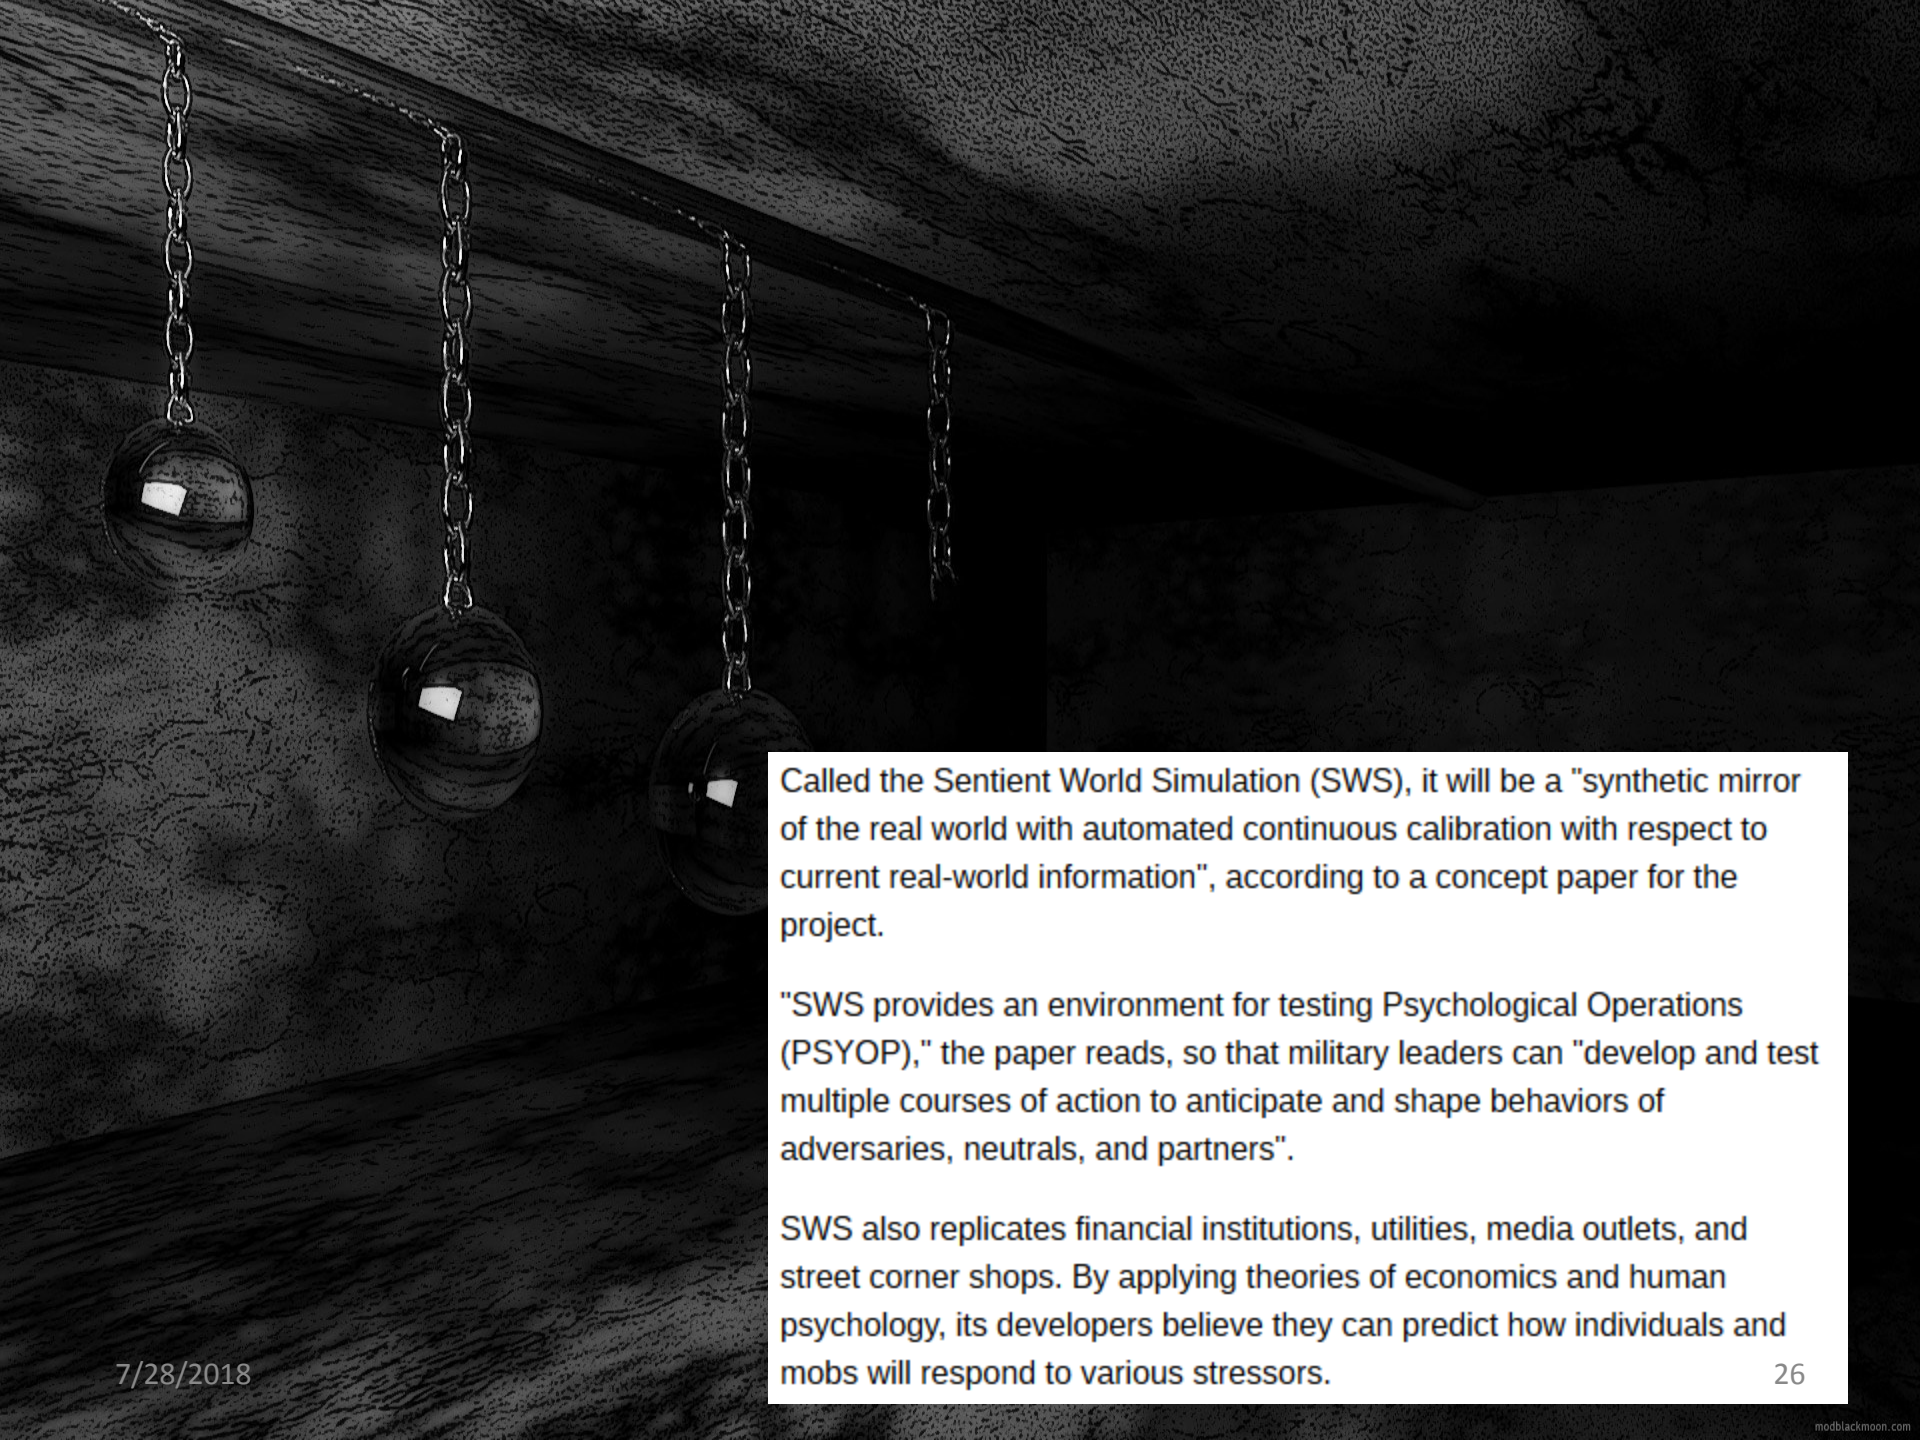 Called the Sentient World Simulation (SWS), it will be a "synthetic mirror
of the real world with automated continuous calibration with respect to
current real-world information", according to a concept paper for the
project.
"SWS provides an environment for testing Psychological Operations
(PSYOP)," the paper reads, so that military leaders can "develop and test
multiple courses of action to anticipate and shape behaviors of
adversaries, neutrals, and partners".
SWS also replicates financial institutions, utilities, media outlets, and
street corner shops. By applying theories of economics and human
psychology, its developers believe they can predict how individuals and
mobs will respond to various stressors.
7/28/2018
26
modblackmoon.com